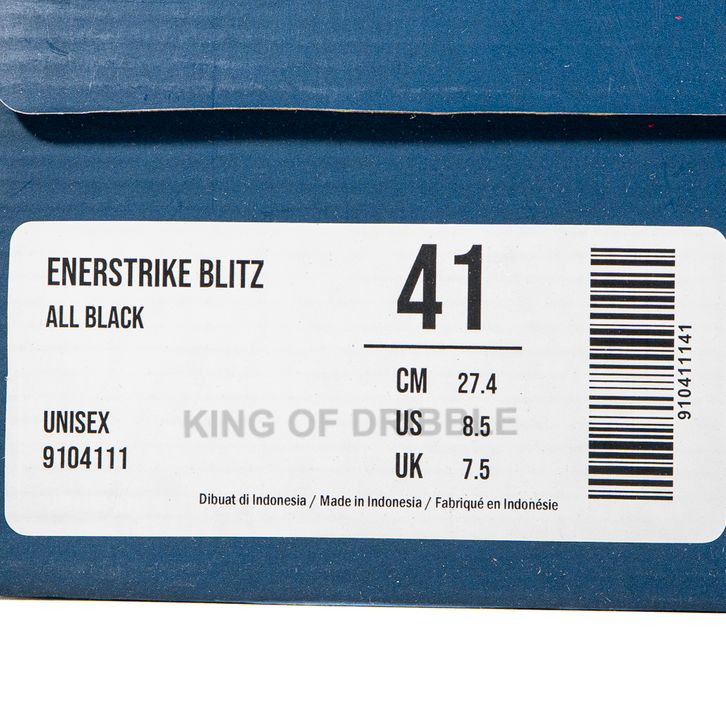 ENERSTRIKE BLITZ
ALL BLACK
UNISEX
9104111
41
CM 27.4
US 8.5
UK 7.5
KING OF DRIBBLE
Dibuat di Indonesia / Made in Indonesia / Fabriqué en Indonésie
910411141